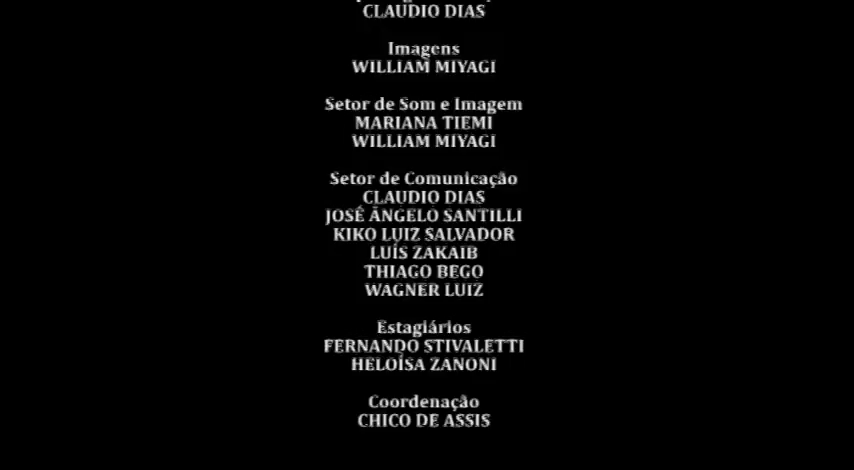 CLAUDIO DIAS
Imagens
WILLIAM MIYAGI
Setor de Som e Imagem
MARIANA TIEMI
WILLIAM MIYAGI
Setor de Comunicação
CLAUDIO DIAS
JOSÉ ÂNGELO SANTILLI
KIKO LUIZ SALVADOR
LUÍS ZAKAIB
THIAGO BEGO
WAGNER LUIZ
Estagiários
FERNANDO STIVALETTI
HELOÍSA ZANONI
Coordenação
CHICO DE ASSIS